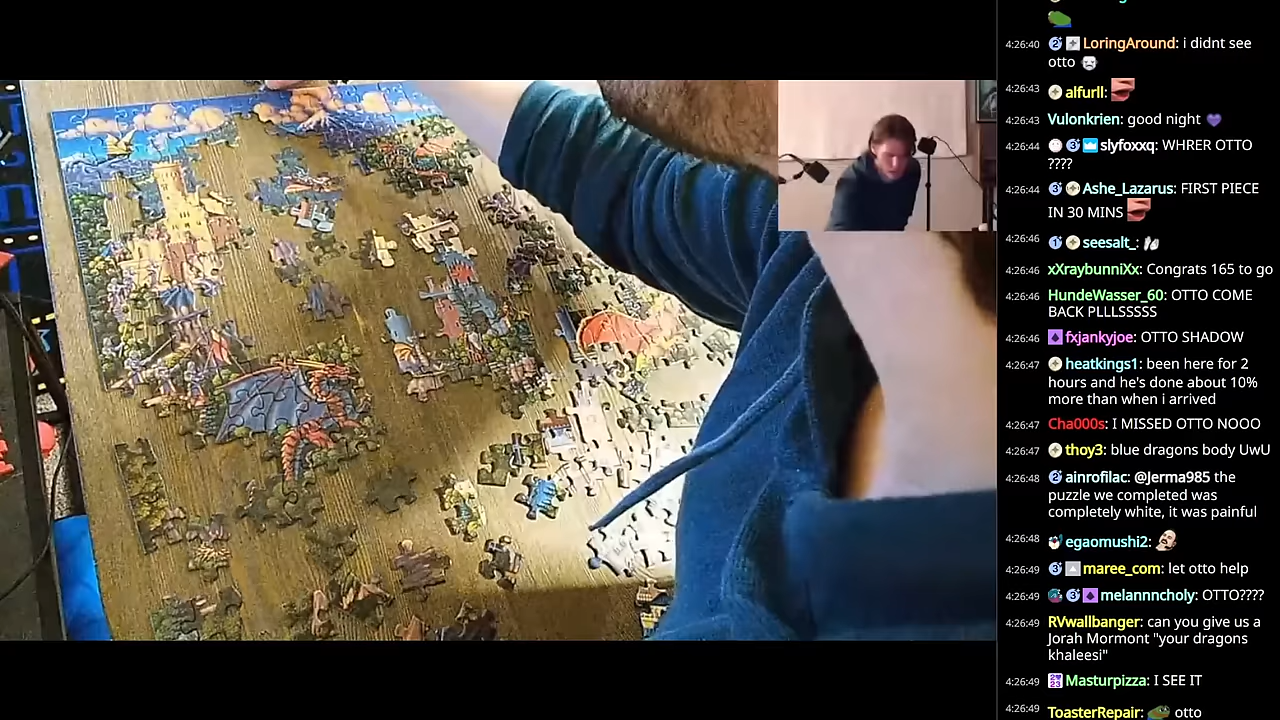 4:26:40 LoringAround: i didnt see
otto
4:26:43 alfurll:
Vulonkrien: good night
4:26:43
4:26:44 slyfoxxq: WHRER OTTO
????
4:26:44 Ashe_Lazarus: FIRST PIECE
IN 30 MINS
4:26:46 seesalt_:
4:26:46 xXraybunniXx: Congrats 165 to go
4:26:46 HundeWasser_60: OTTO COME
BACK PLLLSSSSS
4:26:46 fxjankyjoe: OTTO SHADOW
4:26:47 heatkings1: been here for 2
hours and he's done about 10%
more than when i arrived
4:26:47 Cha000s: I MISSED OTTO NOOO
4:26:47 thoy3: blue dragons body UwU
4:26:48 ainrofilac: @Jerma985 the
puzzle we completed was
completely white, it was painful
4:26:48 egaomushi2:
4:26:49 maree_com: let otto help
4:26:49 melannncholy: OTTO????
4:26:49 RVwallbanger: can you give us a
Jorah Mormont "your dragons
khaleesi"
4:26:49 Masturpizza: I SEE IT
4:26:49 ToasterRepair: otto